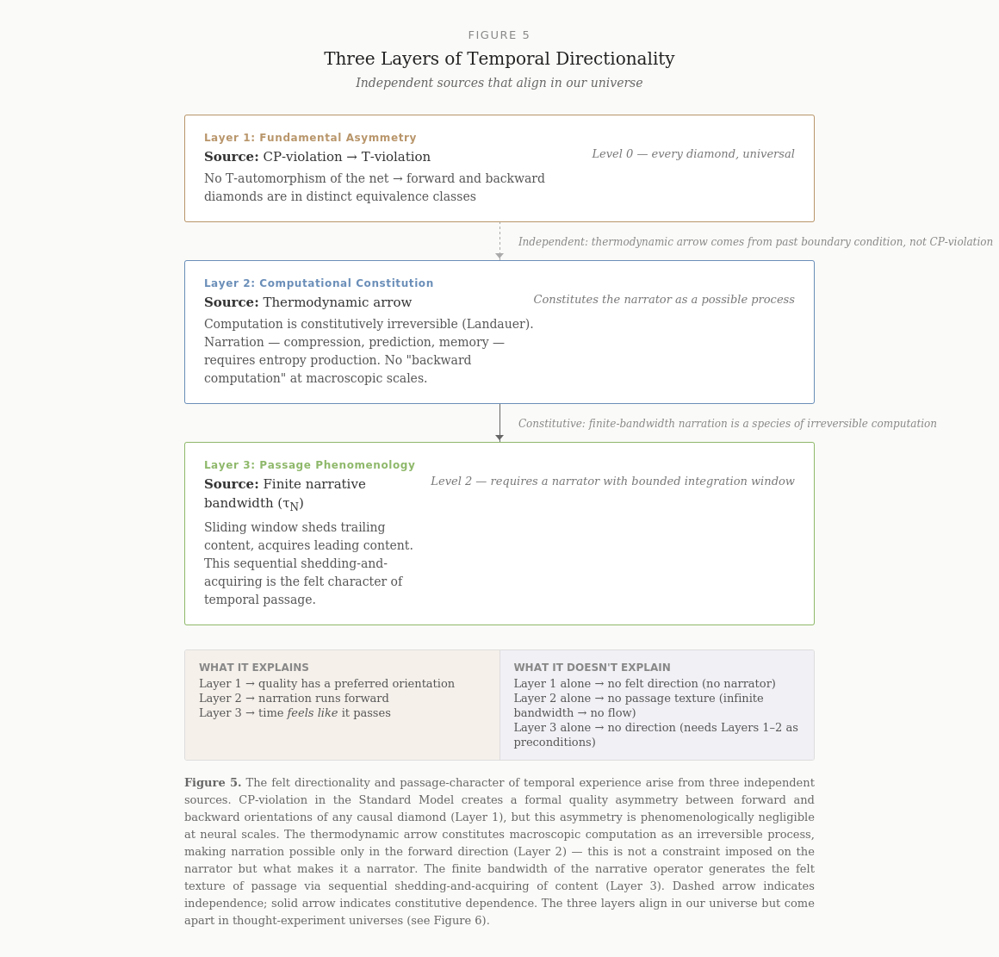 FIGURE 5
Three Layers of Temporal Directionality
Independent sources that align in our universe
Layer 1: Fundamental Asymmetry
Source: CP-violation → T-violation
Level 0 — every diamond, universal
No T-automorphism of the net → forward and backward
diamonds are in distinct equivalence classes
Independent: thermodynamic arrow comes from past boundary condition, not CP-violation
Layer 2: Computational Constitution
Source: Thermodynamic arrow
Constitutes the narrator as a possible process
Computation is constitutively irreversible (Landauer).
Narration — compression, prediction, memory —
requires entropy production. No "backward
computation" at macroscopic scales.
Constitutive: finite-bandwidth narration is a species of irreversible computation
Layer 3: Passage Phenomenology
Source: Finite narrative
bandwidth (τN)
Level 2 — requires a narrator with bounded integration window
Sliding window sheds trailing
content, acquires leading content.
This sequential shedding-and-
acquiring is the felt character of
temporal passage.
WHAT IT EXPLAINS
Layer 1 → quality has a preferred orientation
Layer 2 → narration runs forward
Layer 3 → time feels like it passes
WHAT IT DOESN'T EXPLAIN
Layer 1 alone → no felt direction (no narrator)
Layer 2 alone → no passage texture (infinite
bandwidth → no flow)
Layer 3 alone → no direction (needs Layers 1–2 as
preconditions)
Figure 5. The felt directionality and passage-character of temporal experience arise from three independent
sources. CP-violation in the Standard Model creates a formal quality asymmetry between forward and
backward orientations of any causal diamond (Layer 1), but this asymmetry is phenomenologically negligible
at neural scales. The thermodynamic arrow constitutes macroscopic computation as an irreversible process,
making narration possible only in the forward direction (Layer 2) — this is not a constraint imposed on the
narrator but what makes it a narrator. The finite bandwidth of the narrative operator generates the felt
texture of passage via sequential shedding-and-acquiring of content (Layer 3). Dashed arrow indicates
independence; solid arrow indicates constitutive dependence. The three layers align in our universe but come
apart in thought-experiment universes (see Figure 6).